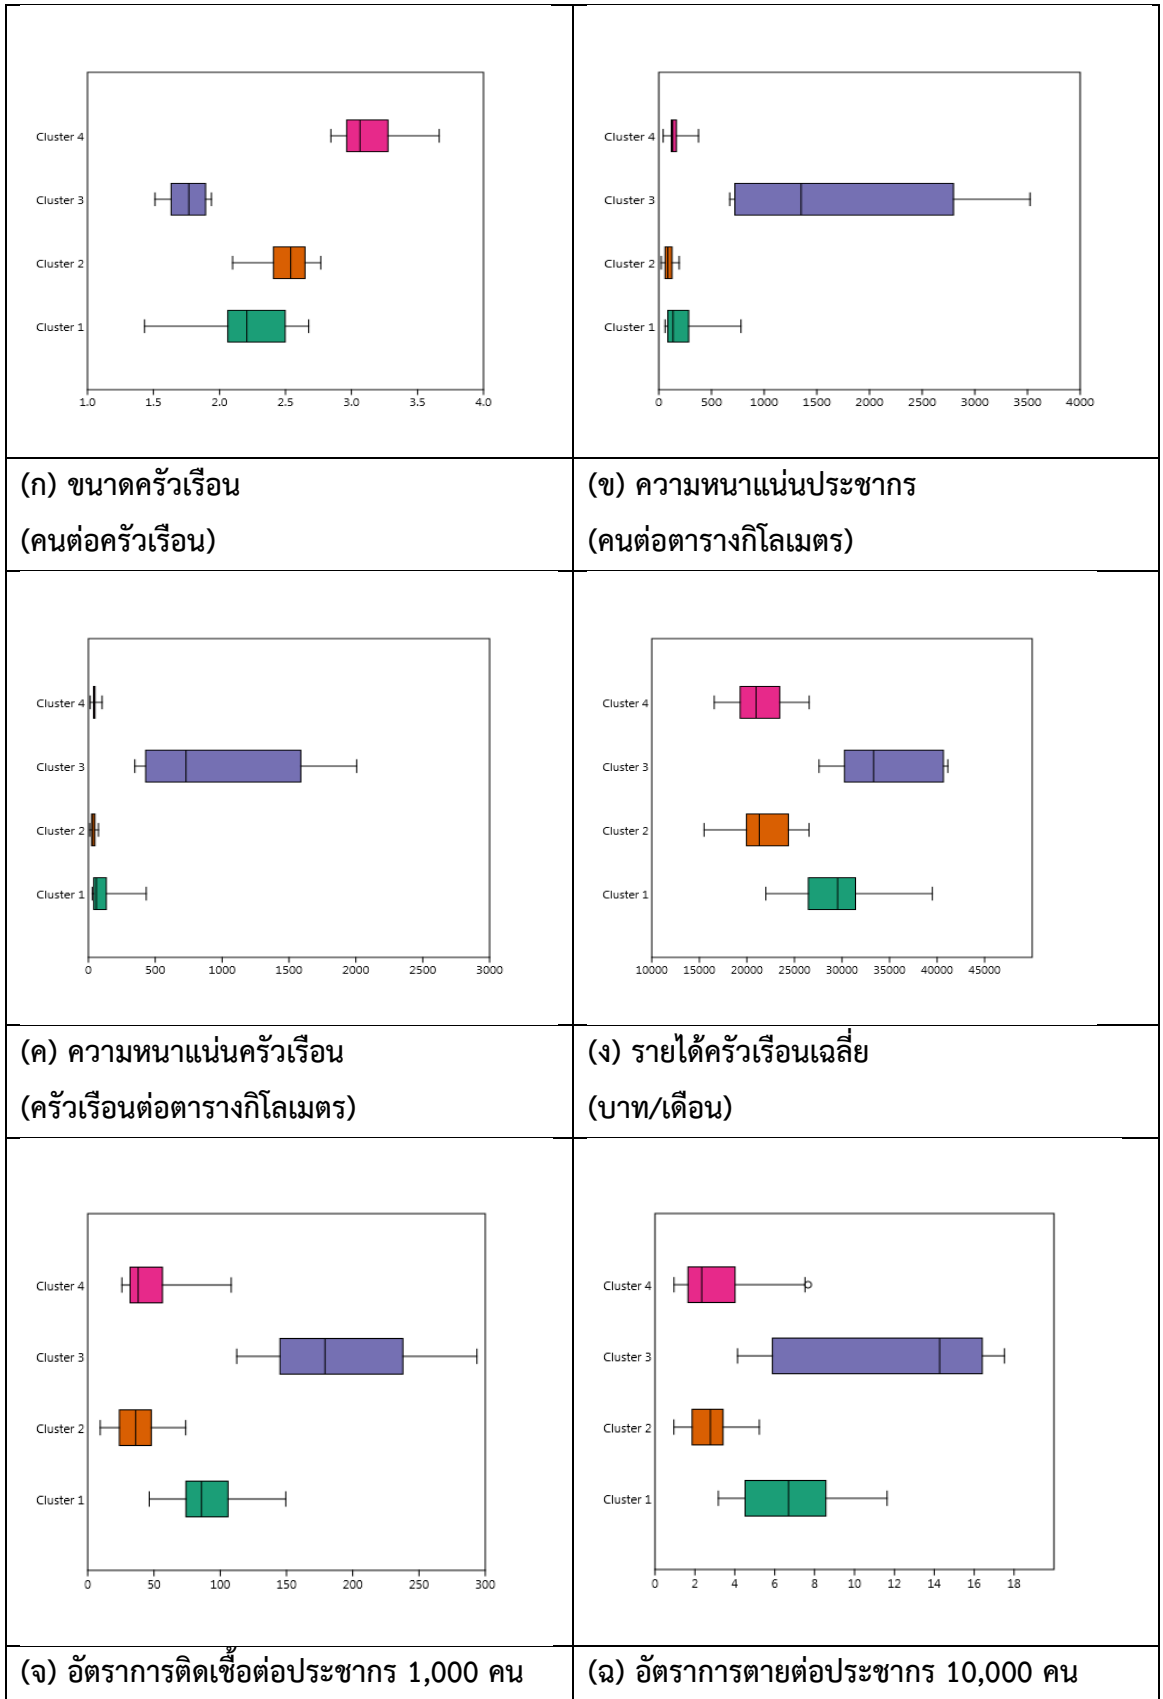 Cluster 4
Cluster 3
Cluster 2
Cluster 1
1.0 1.5 2.0 2.5 3.0 3.5 4.0
Cluster 4
Cluster 3
Cluster 2
Cluster 1
0 500 1000 1500 2000 2500 3000 3500 4000
(ก) ขนาดครัวเรือน
(คนต่อครัวเรือน)
(ข) ความหนาแน่นประชากร
(คนต่อตารางกิโลเมตร)
Cluster 4
Cluster 3
Cluster 2
Cluster 1
0 500 1000 1500 2000 3000
Cluster 4
Cluster 3
Cluster 2
Cluster 1
10000 15000 20000 25000 30000 35000 40000 45000
(ค) ความหนาแน่นครัวเรือน
(ครัวเรือนต่อตารางกิโลเมตร)
(ง) รายได้ครัวเรือนเฉลี่ย
(บาท/เดือน)
Cluster 4
Cluster 3
Cluster 2
Cluster 1
0 50 100 150 200 250 300
Cluster 4
Cluster 3
Cluster 2
Cluster 1
0 2 4 6 8 10 12 14 16 18
(จ) อัตราการติดเชื้อต่อประชากร 1,000 คน
(ฉ) อัตราการตายต่อประชากร 10,000 คน